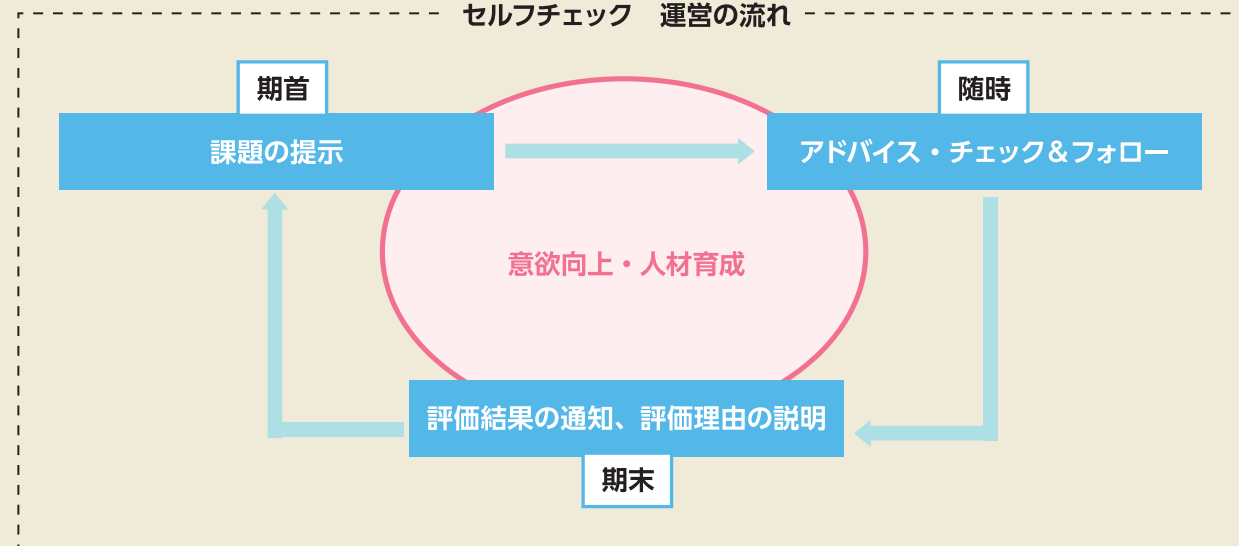 セルフチェック　運営の流れ
期首
課題の提示
随時
アドバイス・チェック＆フォロー
意欲向上・人材育成
評価結果の通知、評価理由の説明
期末